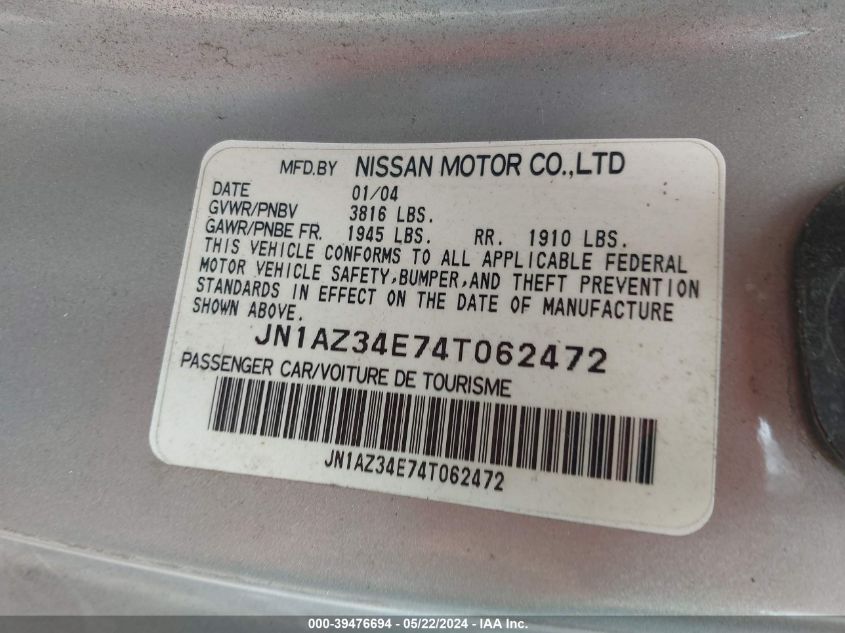 MFD.BY NISSAN MOTOR CO.,LTD
DATE 01/04
GVWR/PNBV 3816 LBS.
GAWR/PNBE FR. 1945 LBS. RR. 1910 LBS.
THIS VEHICLE CONFORMS TO ALL APPLICABLE FEDERAL
MOTOR VEHICLE SAFETY,BUMPER,AND THEFT PREVENTION
STANDARDS IN EFFECT ON THE DATE OF MANUFACTURE
SHOWN ABOVE.
JN1AZ34E74T062472
PASSENGER CAR/VOITURE DE TOURISME
JN1AZ34E74T062472
000-39476694 - 05/22/2024 - IAA Inc.